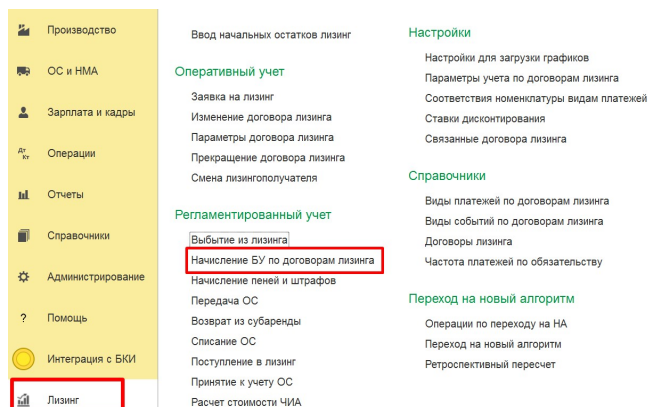 Производство
ОС и НМА
Зарплата и кадры
Дт
Кт
Операции
Отчеты
Справочники
Администрирование
?
Помощь
Интеграция с БКИ
Лизинг
Ввод начальных остатков лизинг
Оперативный учет
Заявка на лизинг
Изменение договора лизинга
Параметры договора лизинга
Прекращение договора лизинга
Смена лизингополучателя
Регламентированный учет
Выбытие из лизинга
Начисление БУ по договорам лизинга
Начисление пеней и штрафов
Передача ОС
Возврат из субаренды
Списание ОС
Поступление в лизинг
Принятие к учету ОС
Расчет стоимости ЧИА
Настройки
Настройки для загрузки графиков
Параметры учета по договорам лизинга
Соответствия номенклатуры видам платежей
Ставки дисконтирования
Связанные договора лизинга
Справочники
Виды платежей по договорам лизинга
Виды событий по договорам лизинга
Договоры лизинга
Частота платежей по обязательству
Переход на новый алгоритм
Операции по переходу на НА
Переход на новый алгоритм
Ретроспективный пересчет